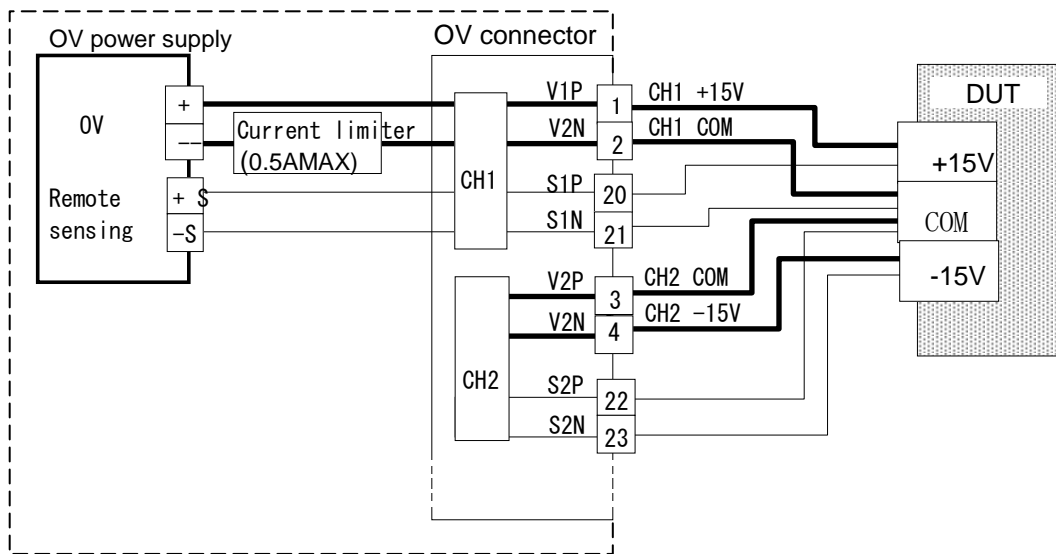 OV power supply
OV connector
OV
+
--
Remote
sensing
+ S
-S
Current limiter
(0.5AMAX)
CH1
V1P
V2N
S1P
S1N
1
2
20
21
CH1 +15V
CH1 COM
CH2
V2P
V2N
S2P
S2N
3
4
22
23
CH2 COM
CH2 -15V
DUT
+15V
COM
-15V